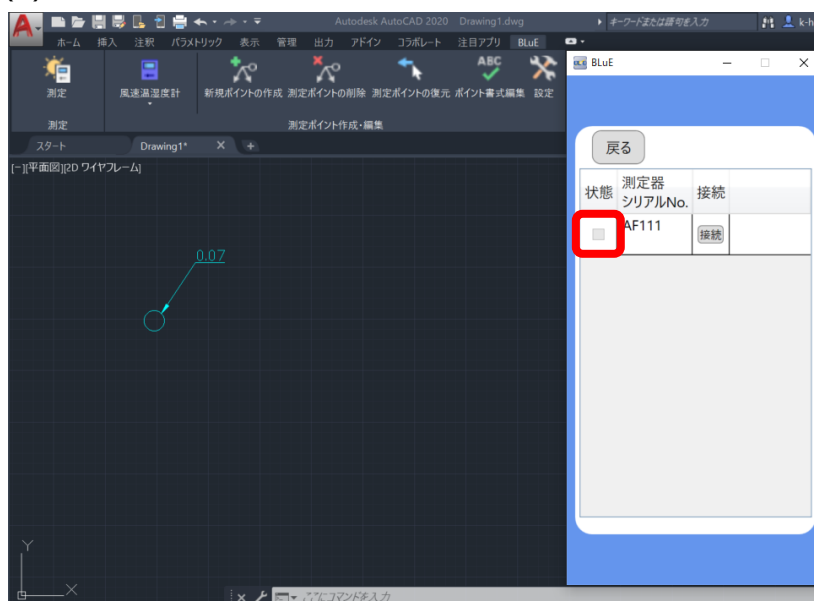 Autodesk AutoCAD 2020 Drawing1.dwg
キーワードまたは語句を入力
k-h
ホーム 挿入 注釈 パラメトリック 表示 管理 出力 アドイン コラボレート 注目アプリ BLuE
測定
風速温湿度計
新規ポイントの作成
測定ポイントの削除
測定ポイントの復元
ABC
ポイント書式編集
設定
測定
測定ポイント作成・編集
スタート
Drawing1*
[−][平面図][2D ワイヤフレーム]
0.07
Y
X
ここにコマンドを入力
BLuE
戻る
状態
測定器
シリアルNo.
接続
AF111
接続